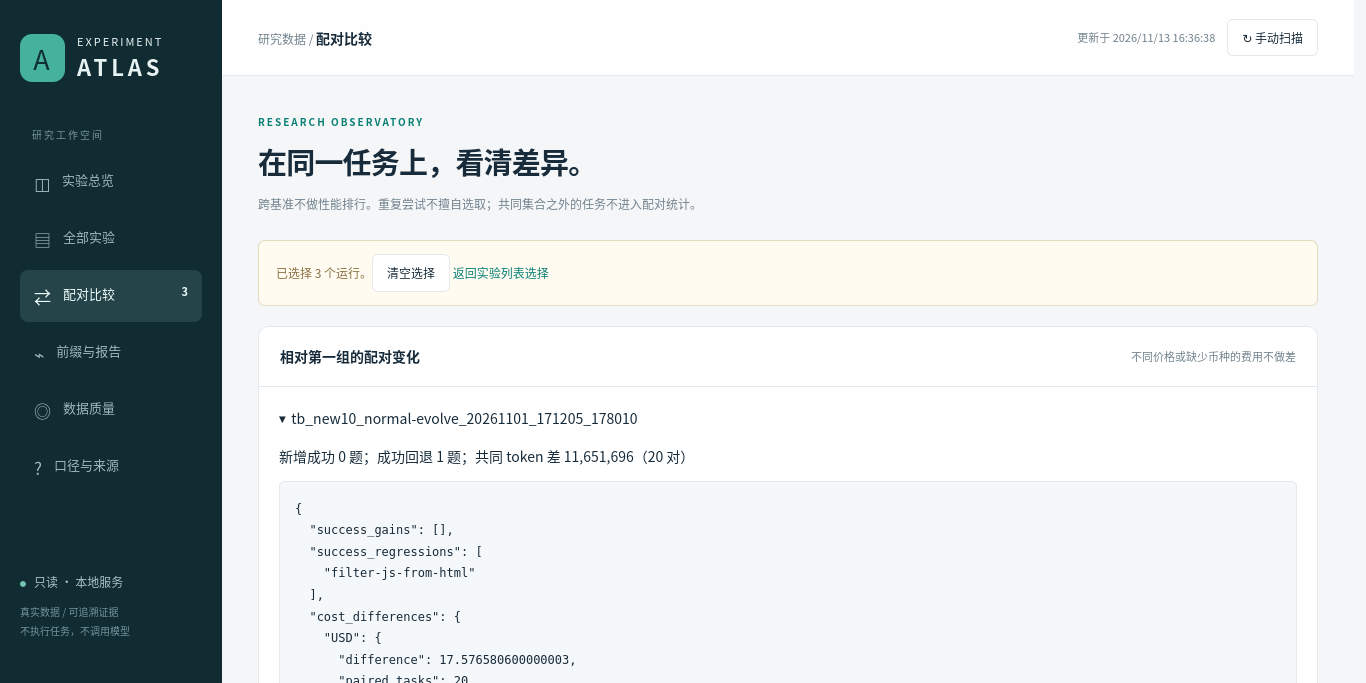 A
EXPERIMENT
ATLAS
研究工作空间
实验总览
全部实验
配对比较 3
前缀与报告
数据质量
? 口径与来源
只读 · 本地服务
真实数据 / 可追溯证据
不执行任务，不调用模型
研究数据 / 配对比较
更新于 2026/11/13 16:36:38
↻ 手动扫描
RESEARCH OBSERVATORY
在同一任务上，看清差异。
跨基准不做性能排行。重复尝试不擅自选取；共同集合之外的任务不进入配对统计。
已选择 3 个运行。 清空选择 返回实验列表选择
相对第一组的配对变化
不同价格或缺少币种的费用不做差
▾ tb_new10_normal-evolve_20261101_171205_178010
新增成功 0 题；成功回退 1 题；共同 token 差 11,651,696（20 对）
{
"success_gains": [],
"success_regressions": [
"filter-js-from-html"
],
"cost_differences": {
"USD": {
"difference": 17.576580600000003,
"paired_tasks": 20,